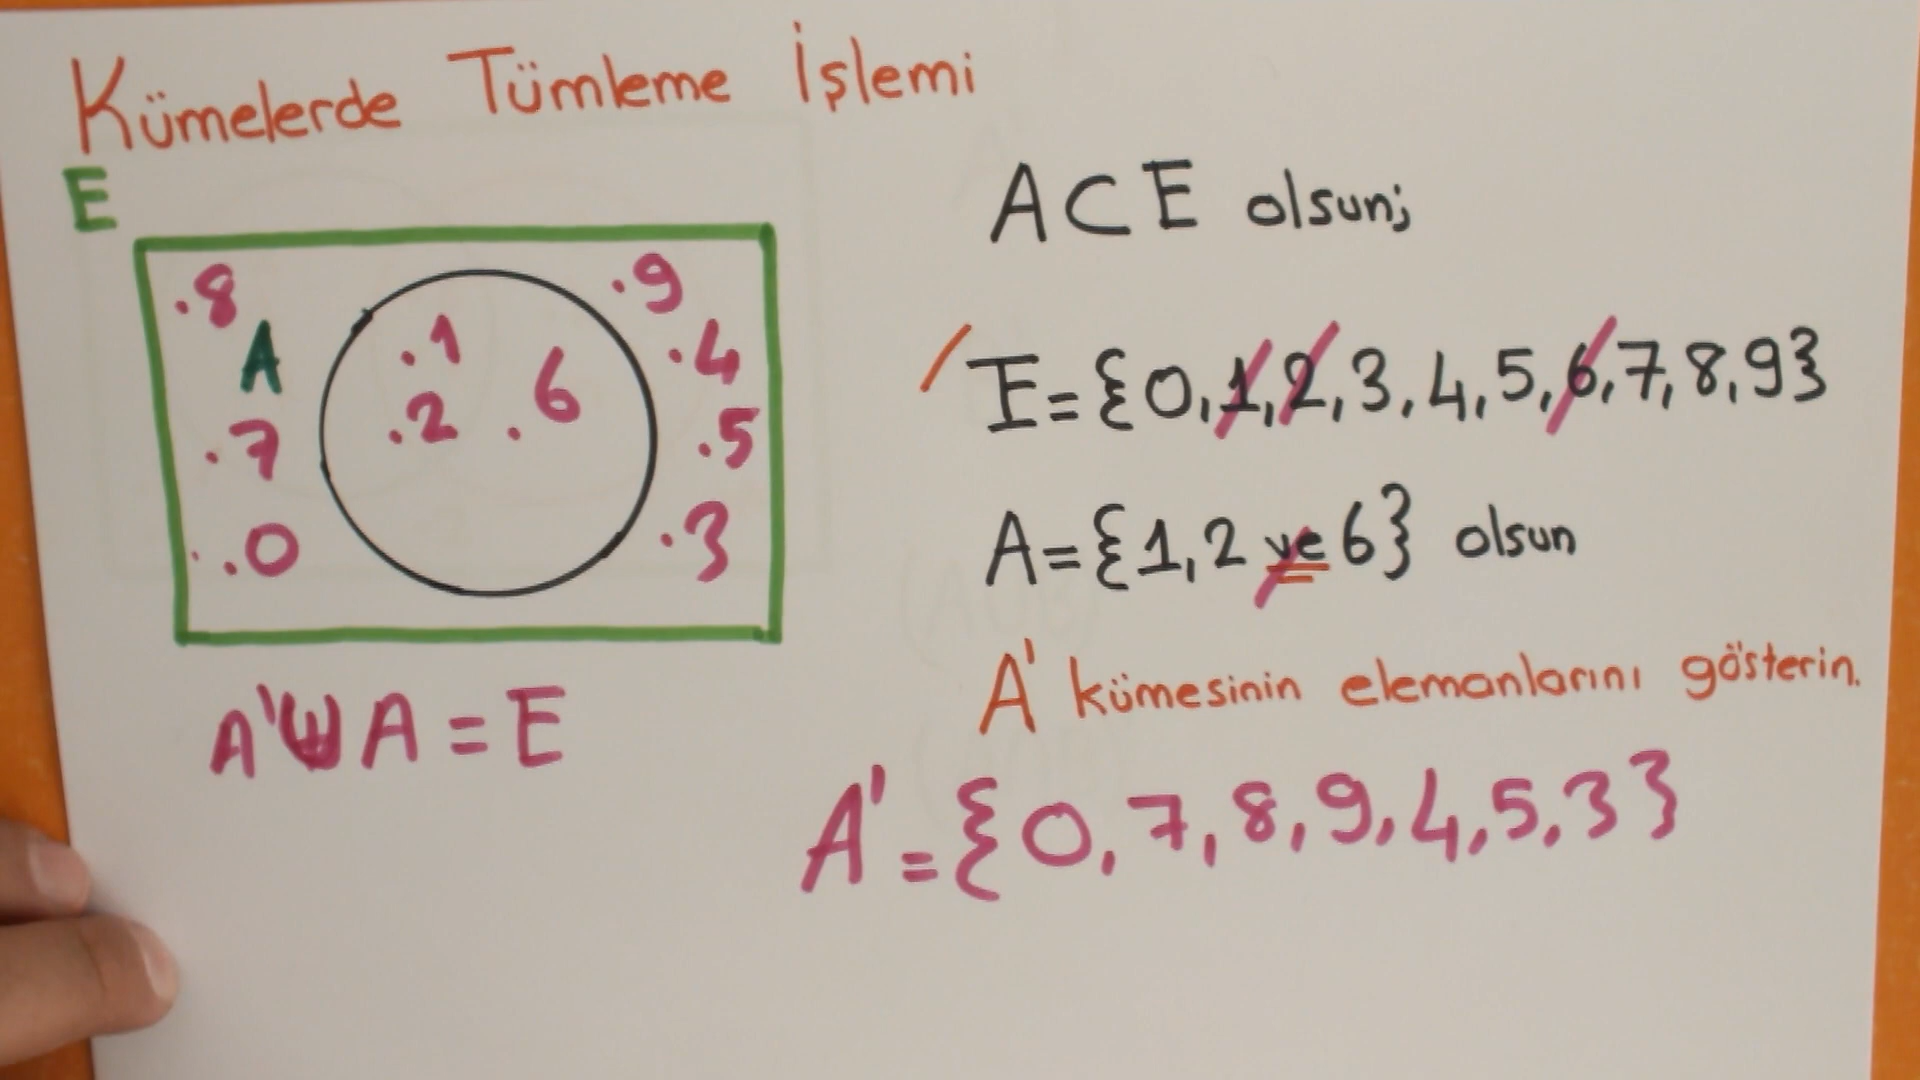 Kümelerde Tümleme İşlemi
E
.8
A
.7
.0
.1
.2 .6
.9
.4
.5
.3
A'∪A = E
A ⊂ E olsun;
E = {0, 1, 2, 3, 4, 5, 6, 7, 8, 9}
A = {1, 2 ve 6} olsun
A' kümesinin elemanlarını gösterin.
A' = {0, 7, 8, 9, 4, 5, 3}